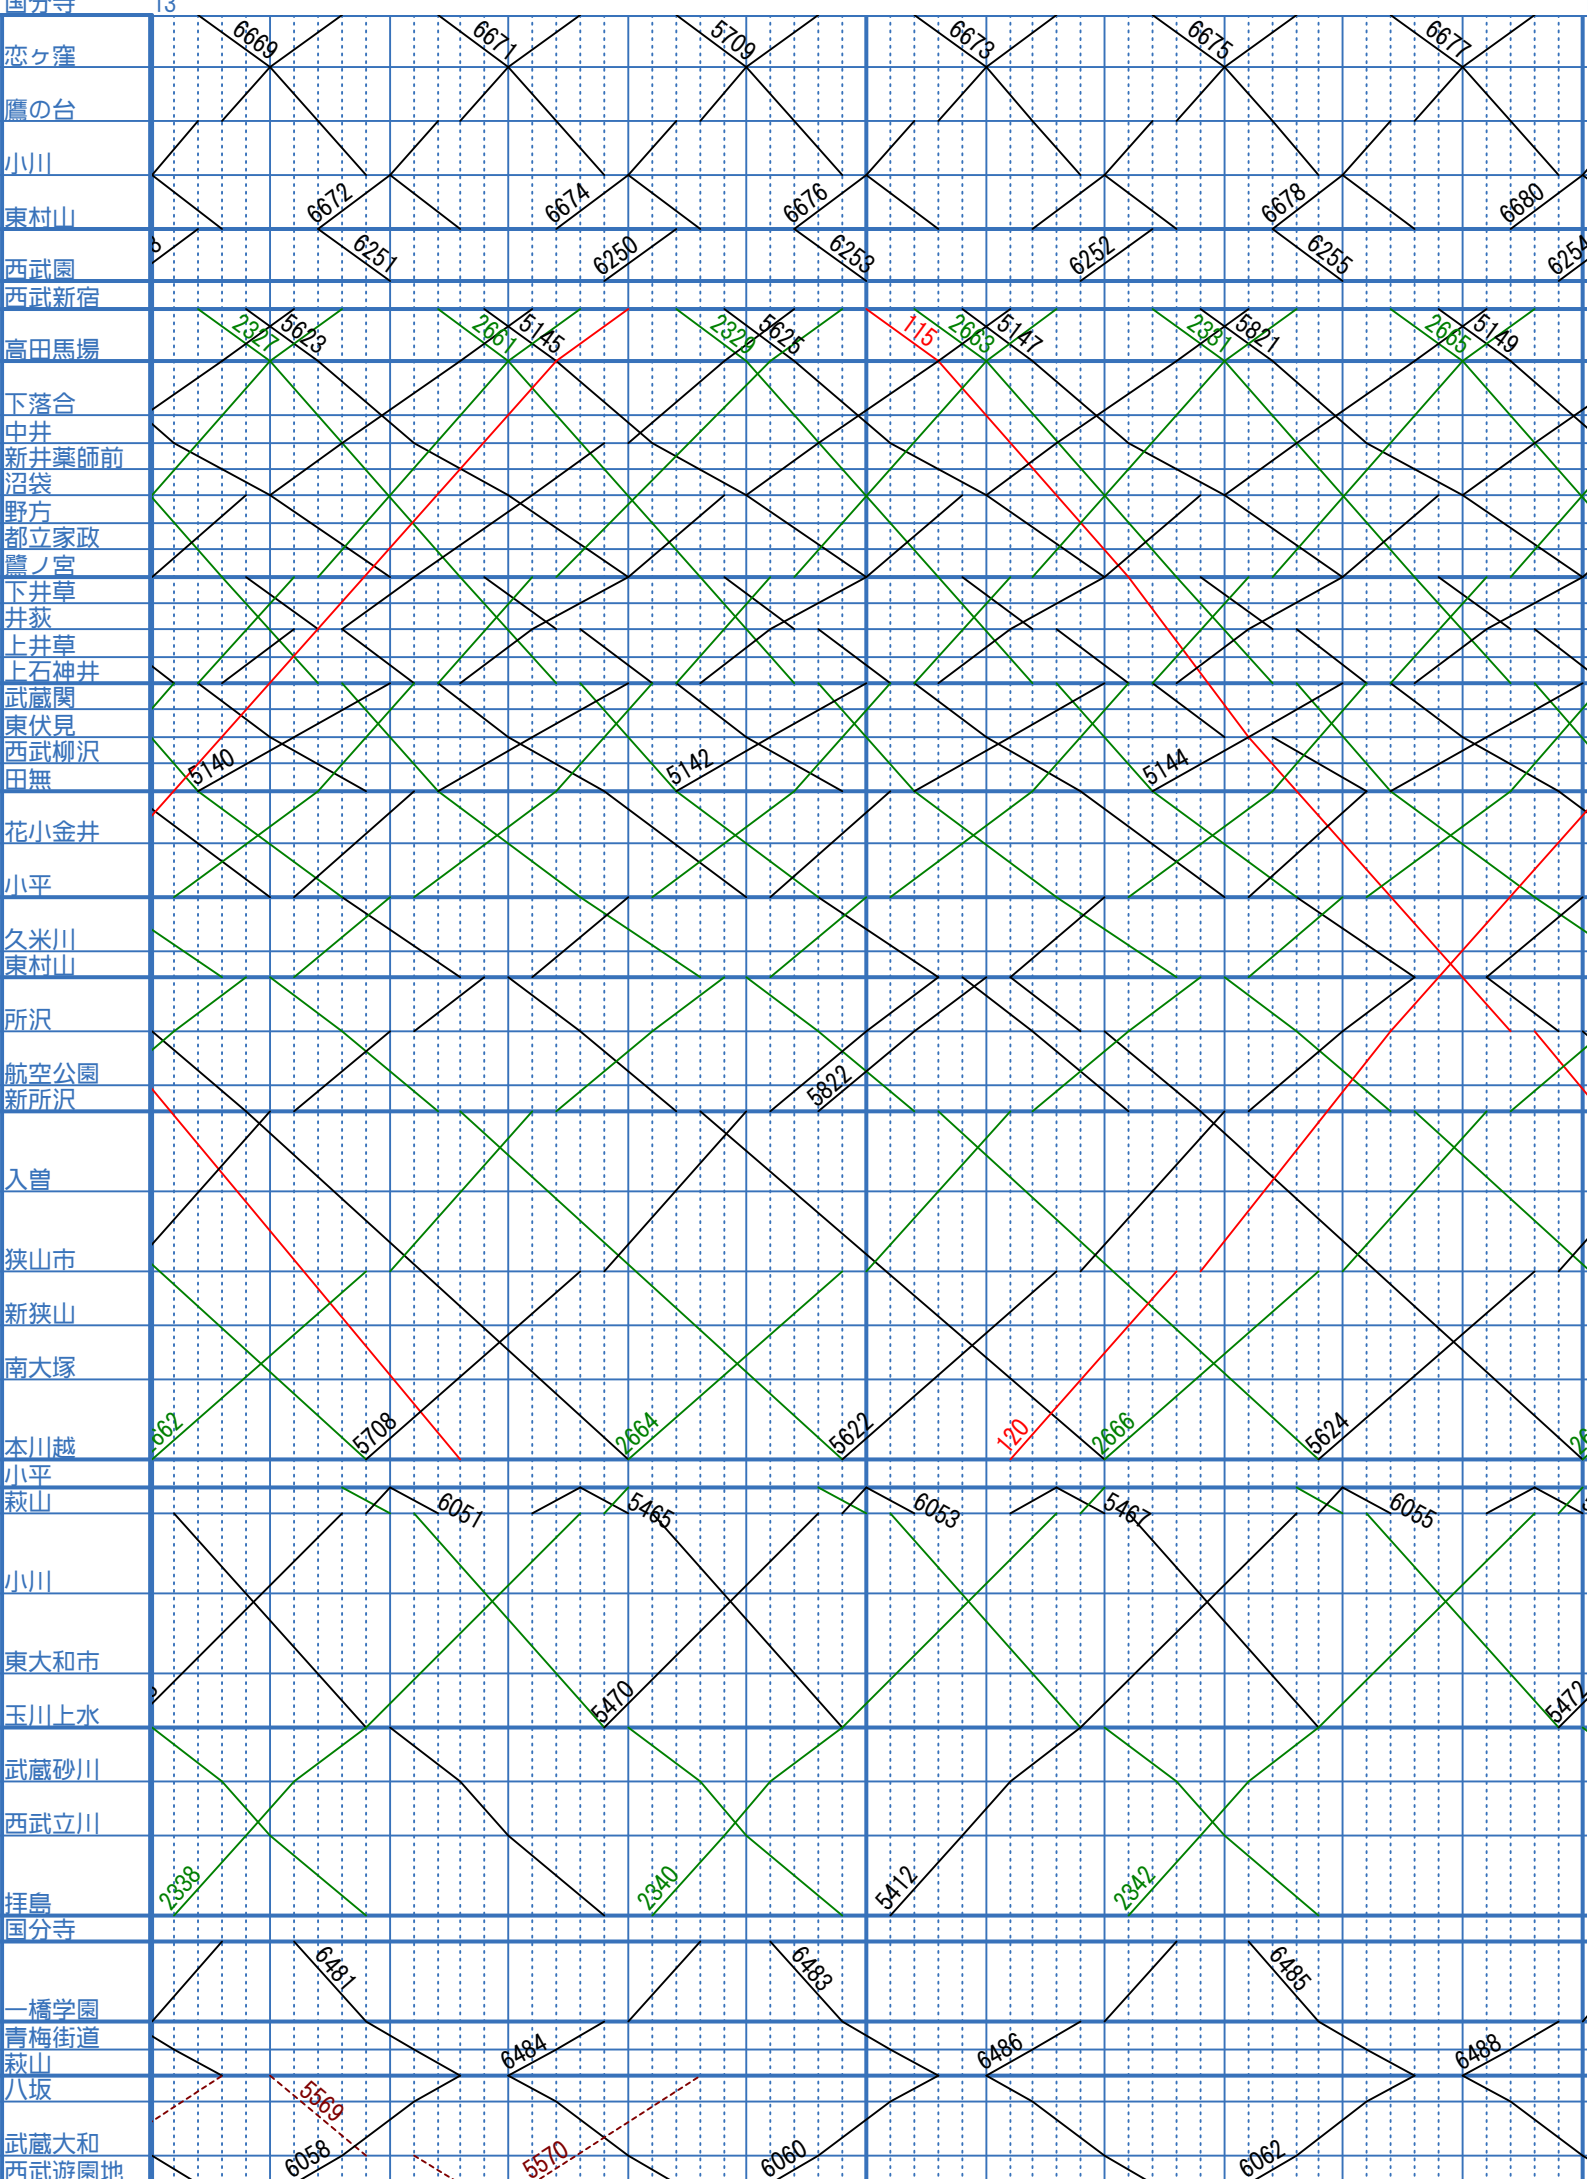 国分寺 13
恋ヶ窪
鷹の台
小川
東村山
西武園
西武新宿
高田馬場
下落合
中井
新井薬師前
沼袋
野方
都立家政
鷺ノ宮
下井草
井荻
上井草
上石神井
武蔵関
東伏見
西武柳沢
田無
花小金井
小平
久米川
東村山
所沢
航空公園
新所沢
入曽
狭山市
新狭山
南大塚
本川越
小平
萩山
小川
東大和市
玉川上水
武蔵砂川
西武立川
拝島
国分寺
一橋学園
青梅街道
萩山
八坂
武蔵大和
西武遊園地
6669 6671 5709 6673 6675 6677
6672 6674 6676 6678 6680
6251 6250 6253 6252 6255 6254
2327 5623 2661 5145 2329 5625 115 2663 5147 2331 5821 2665 5149
5140 5142 5144
5822
662 5708 2664 5622 120 2666 5624
6051 5465 6053 5467 6055
5470 5472
2338 2340 5412 2342
6481 6483 6485
6484 6486 6488
5569
6058 5570 6060 6062